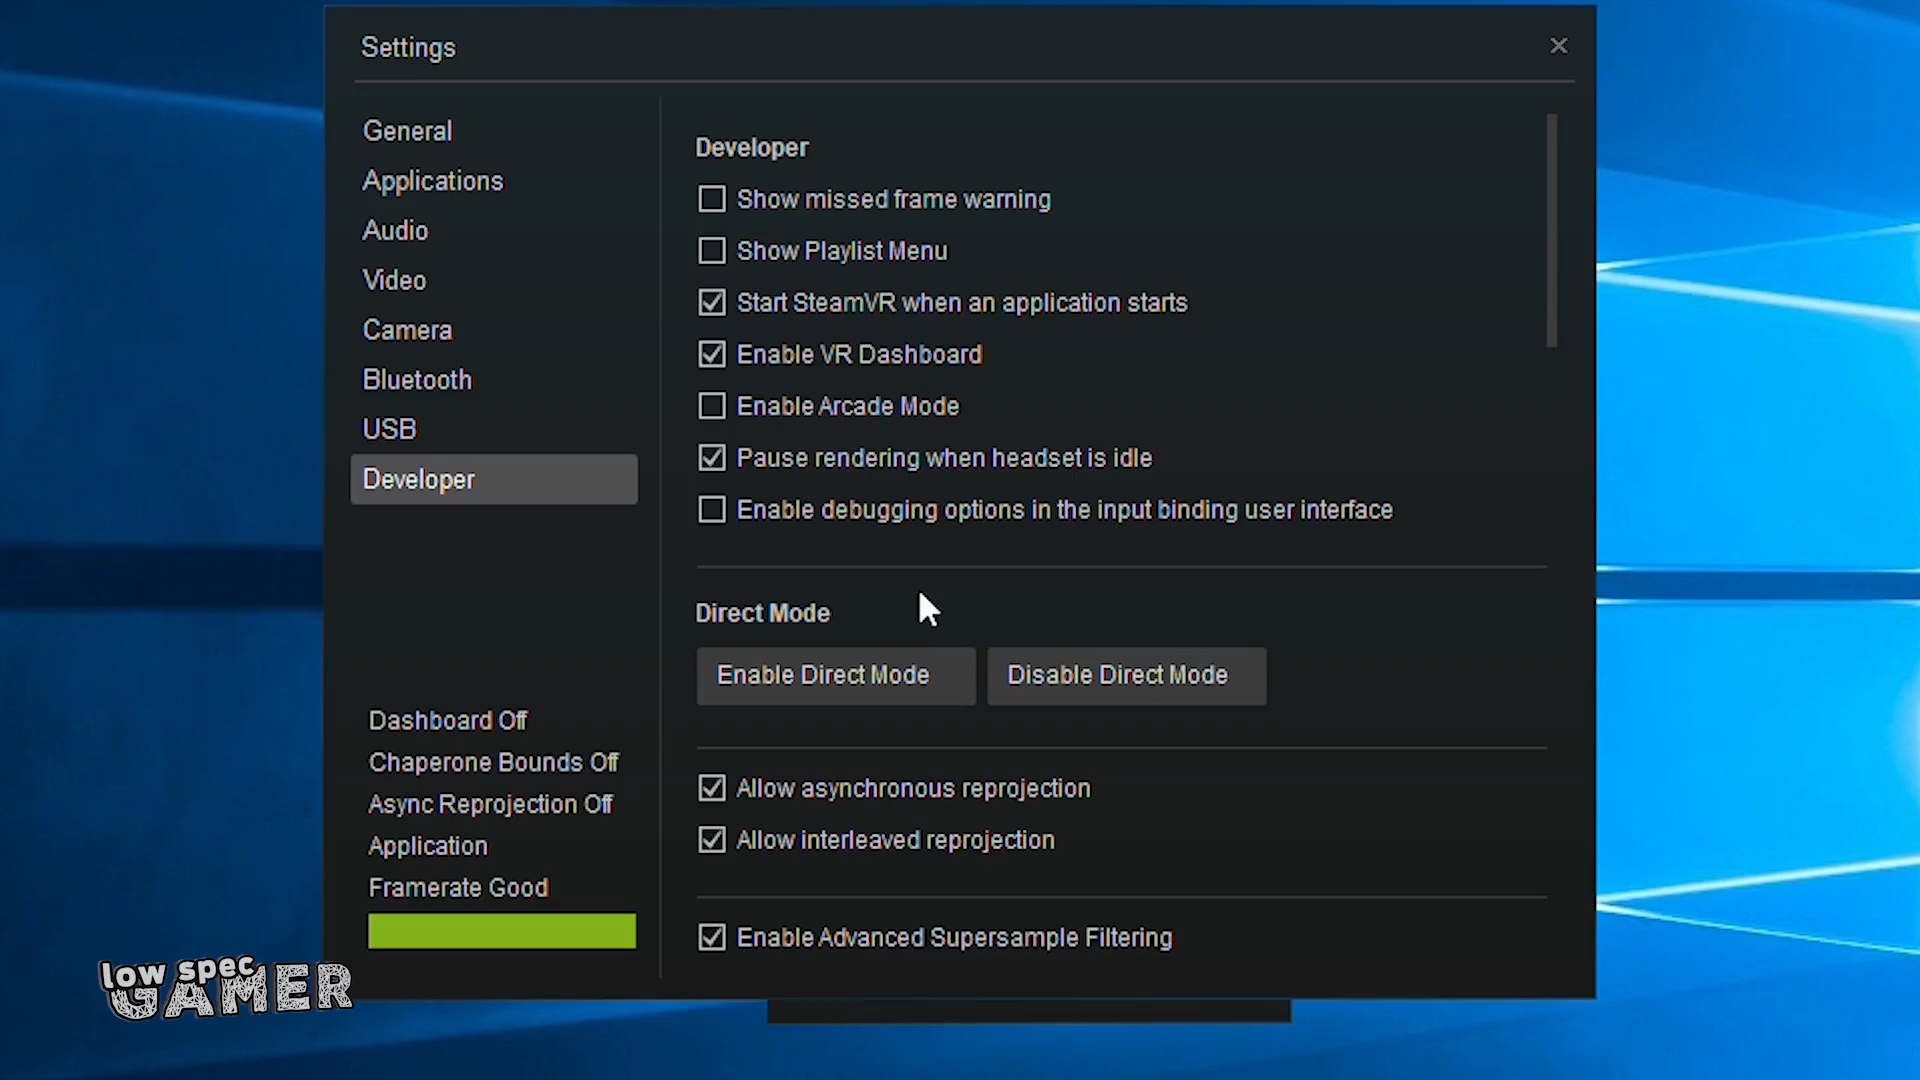 Settings
General
Applications
Audio
Video
Camera
Bluetooth
USB
Developer
Dashboard Off
Chaperone Bounds Off
Async Reprojection Off
Application
Framerate Good
Developer
Show missed frame warning
Show Playlist Menu
Start SteamVR when an application starts
Enable VR Dashboard
Enable Arcade Mode
Pause rendering when headset is idle
Enable debugging options in the input binding user interface
Direct Mode
Enable Direct Mode
Disable Direct Mode
Allow asynchronous reprojection
Allow interleaved reprojection
Enable Advanced Supersample Filtering
low spec
GAMER